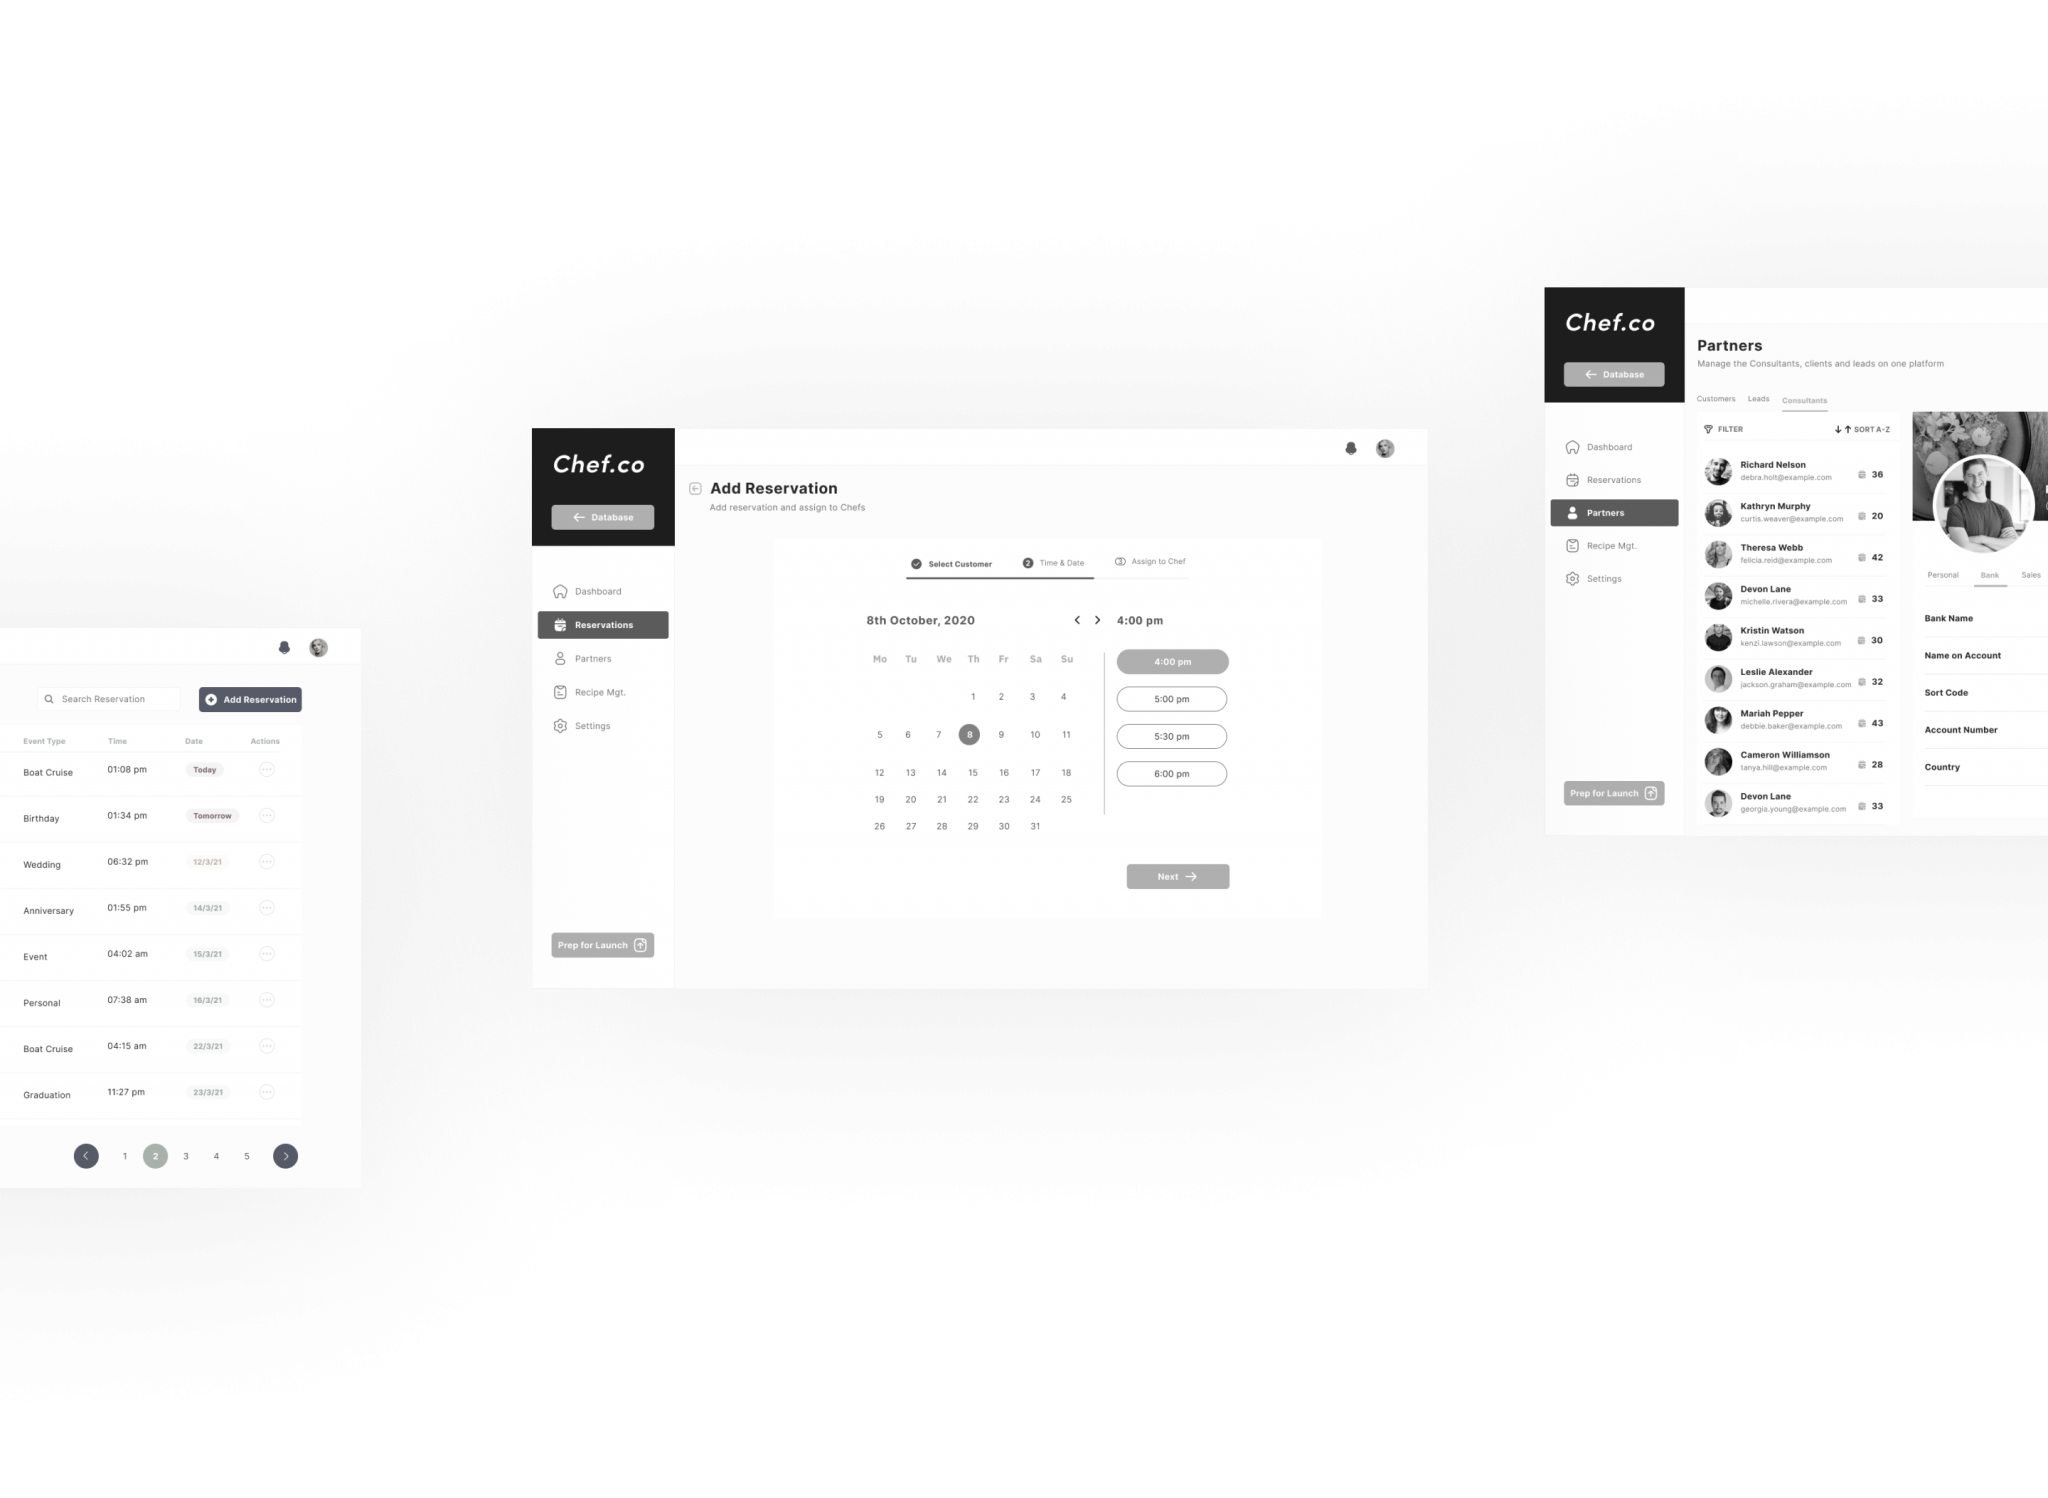 Search Reservation
Add Reservation
Event Type Time Date Actions
Boat Cruise 01:08 pm Today
Birthday 01:34 pm Tomorrow
Wedding 06:32 pm 12/3/21
Anniversary 01:55 pm 14/3/21
Event 04:02 am 15/3/21
Personal 07:38 am 16/3/21
Boat Cruise 04:15 am 22/3/21
Graduation 11:27 pm 23/3/21
1 2 3 4 5
Chef.co
Database
Dashboard
Reservations
Partners
Recipe Mgt.
Settings
Prep for Launch
Add Reservation
Add reservation and assign to Chefs
Select Customer 2 Time & Date Assign to Chef
8th October, 2020
Mo Tu We Th Fr Sa Su
1 2 3 4
5 6 7 8 9 10 11
12 13 14 15 16 17 18
19 20 21 22 23 24 25
26 27 28 29 30 31
4:00 pm
4:00 pm
5:00 pm
5:30 pm
6:00 pm
Next
Chef.co
Database
Dashboard
Reservations
Partners
Recipe Mgt.
Settings
Prep for Launch
Partners
Manage the Consultants, clients and leads on one platform
Customers Leads Consultants
FILTER SORT A-Z
Richard Nelson
debra.holt@example.com 36
Kathryn Murphy
curtis.weaver@example.com 20
Theresa Webb
felicia.reid@example.com 42
Devon Lane
michelle.rivera@example.com 33
Kristin Watson
kenzi.lawson@example.com 30
Leslie Alexander
jackson.graham@example.com 32
Mariah Pepper
debbie.baker@example.com 43
Cameron Williamson
tanya.hill@example.com 28
Devon Lane
georgia.young@example.com 33
Personal Bank Sales
Bank Name
Name on Account
Sort Code
Account Number
Country